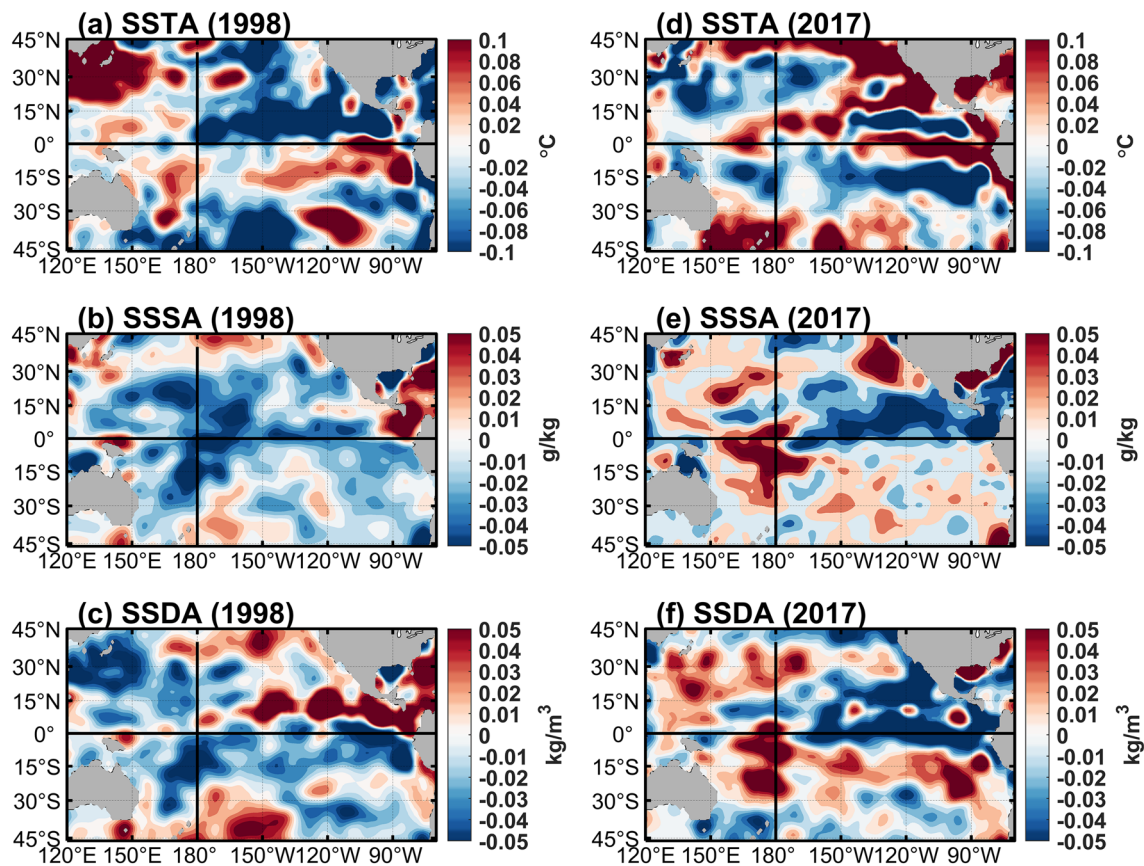 (a) SSTA (1998)
45°N
30°N
15°N
0°
15°S
30°S
45°S
120°E 150°E 180° 150°W 120°W 90°W
0.1
0.08
0.06
0.04
0.02
0
-0.02
-0.04
-0.06
-0.08
-0.1
°C
(d) SSTA (2017)
45°N
30°N
15°N
0°
15°S
30°S
45°S
120°E 150°E 180° 150°W 120°W 90°W
0.1
0.08
0.06
0.04
0.02
0
-0.02
-0.04
-0.06
-0.08
-0.1
°C
(b) SSSA (1998)
45°N
30°N
15°N
0°
15°S
30°S
45°S
120°E 150°E 180° 150°W 120°W 90°W
0.05
0.04
0.03
0.02
0.01
0
-0.01
-0.02
-0.03
-0.04
-0.05
g/kg
(e) SSSA (2017)
45°N
30°N
15°N
0°
15°S
30°S
45°S
120°E 150°E 180° 150°W 120°W 90°W
0.05
0.04
0.03
0.02
0.01
0
-0.01
-0.02
-0.03
-0.04
-0.05
g/kg
(c) SSDA (1998)
45°N
30°N
15°N
0°
15°S
30°S
45°S
120°E 150°E 180° 150°W 120°W 90°W
0.05
0.04
0.03
0.02
0.01
0
-0.01
-0.02
-0.03
-0.04
-0.05
kg/m³
(f) SSDA (2017)
45°N
30°N
15°N
0°
15°S
30°S
45°S
120°E 150°E 180° 150°W 120°W 90°W
0.05
0.04
0.03
0.02
0.01
0
-0.01
-0.02
-0.03
-0.04
-0.05
kg/m³